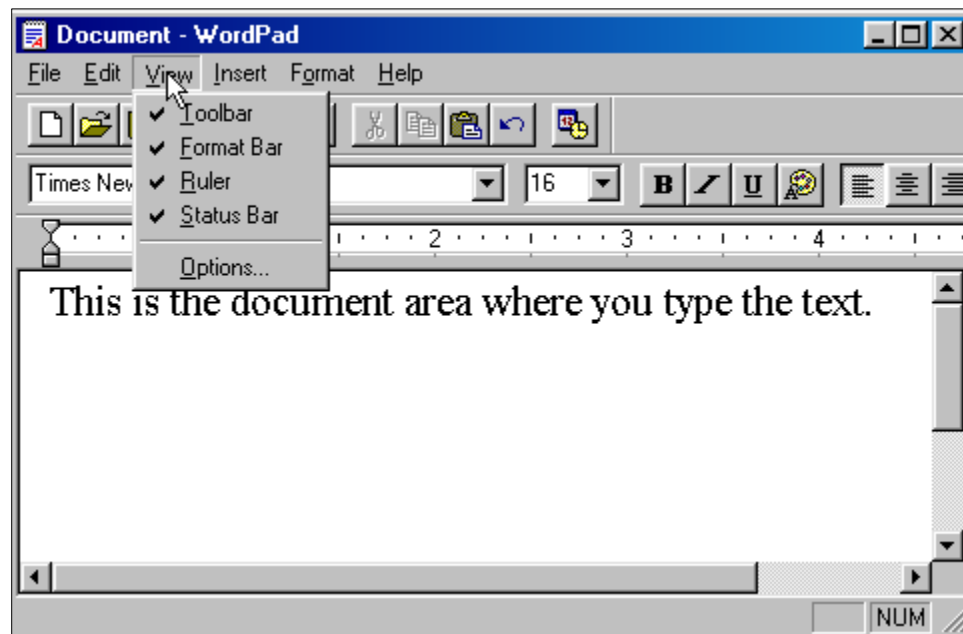 Document - WordPad
File Edit View Insert Format Help
Toolbar
Format Bar
Ruler
Status Bar
Options...
Times New 16 B I U
2 3 4
This is the document area where you type the text.
NUM